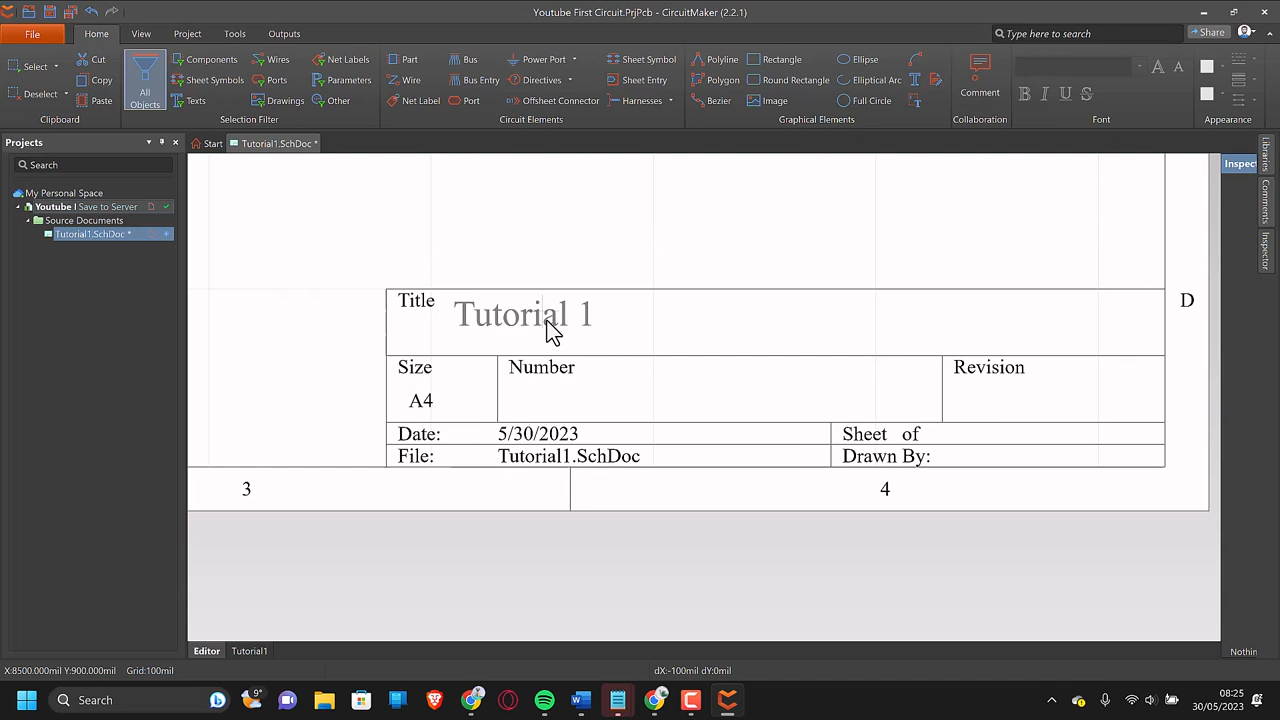 Youtube First Circuit.PrjPcb - CircuitMaker (2.2.1)
File Home View Project Tools Outputs Type here to search Share
Select Cut Components Wires Net Labels Part Bus Power Port Sheet Symbol Polyline Rectangle Ellipse
Copy All Objects Sheet Symbols Ports Parameters Wire Bus Entry Directives Sheet Entry Polygon Round Rectangle Elliptical Arc Comment
Deselect Paste Texts Drawings Other Net Label Port Offsheet Connector Harnesses Bezier Image Full Circle B I U S
Clipboard Selection Filter Circuit Elements Graphical Elements Collaboration Font Appearance
Projects Start Tutorial1.SchDoc *
Search
Inspect
Libraries
Comments
Inspector
My Personal Space
Youtube I Save to Server
Source Documents
Tutorial1.SchDoc *
Title Tutorial 1 D
Size Number Revision
A4
Date: 5/30/2023 Sheet of
File: Tutorial1.SchDoc Drawn By:
3 4
Editor Tutorial1 Nothin
X:8500.000mil Y:900.000mil Grid:100mil dX:-100mil dY:0mil
Search 9° 08:25
30/05/2023